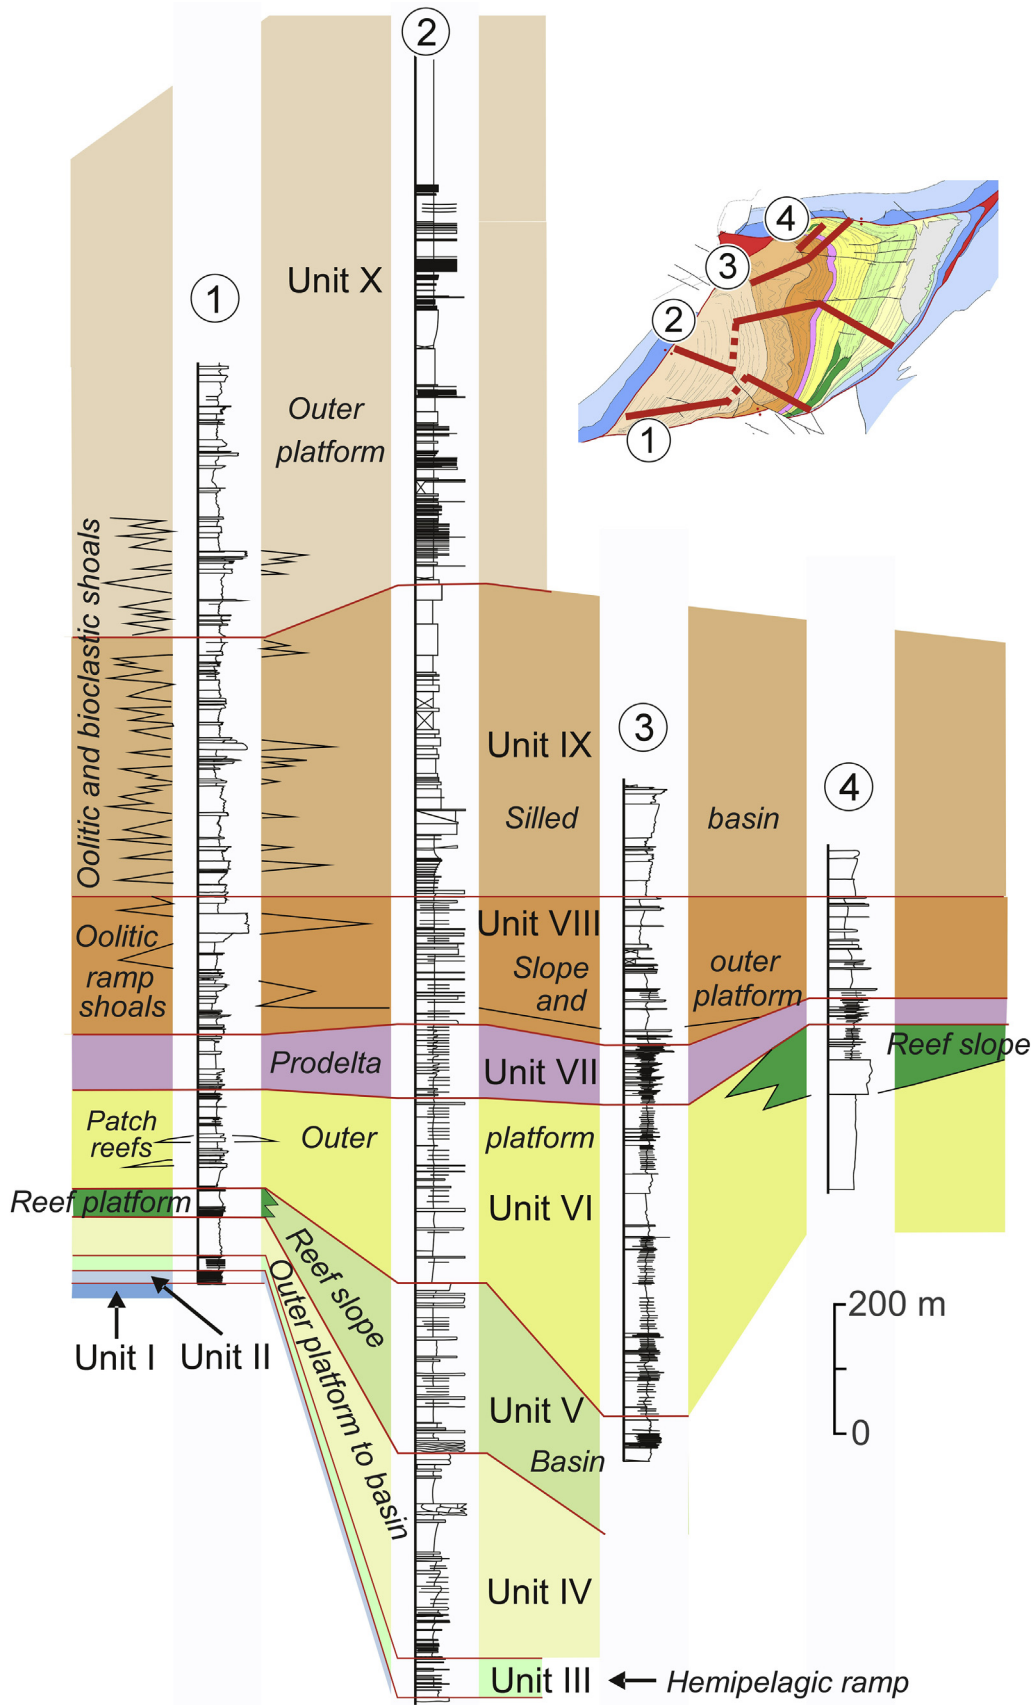 2
1
Unit X
Outer
platform
4
3
2
1
Oolitic and bioclastic shoals
3
Unit IX
4
Silled
basin
Unit VIII
Oolitic
ramp
shoals
Slope
and
outer
platform
Prodelta
Unit VII
Reef slope
Patch
reefs
Outer
platform
Reef platform
Unit VI
Reef slope
Outer platform to basin
200 m
0
Unit I
Unit II
Unit V
Basin
Unit IV
Unit III
Hemipelagic ramp